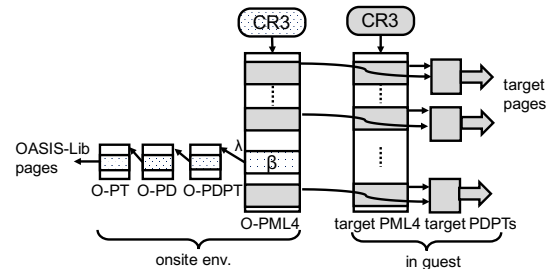 CR3
CR3
target
pages
λ
OASIS-Lib
pages
β
O-PT
O-PD
O-PDPT
O-PML4
target PML4
target PDPTs
onsite env.
in guest